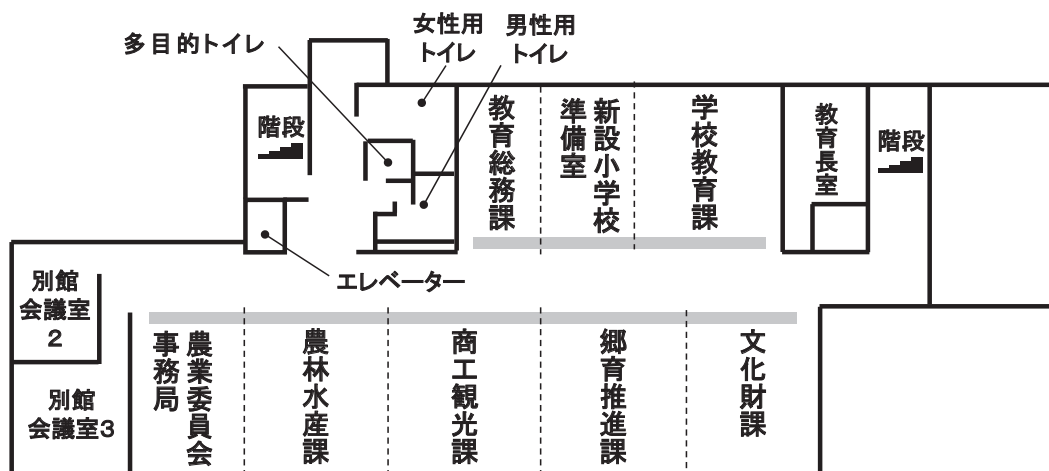 多目的トイレ
女性用
トイレ
男性用
トイレ
階段
教育総務課
新設小学校
準備室
学校教育課
教育長室
階段
エレベーター
別館
会議室
2
別館
会議室3
農業委員会
事務局
農林水産課
商工観光課
郷育推進課
文化財課